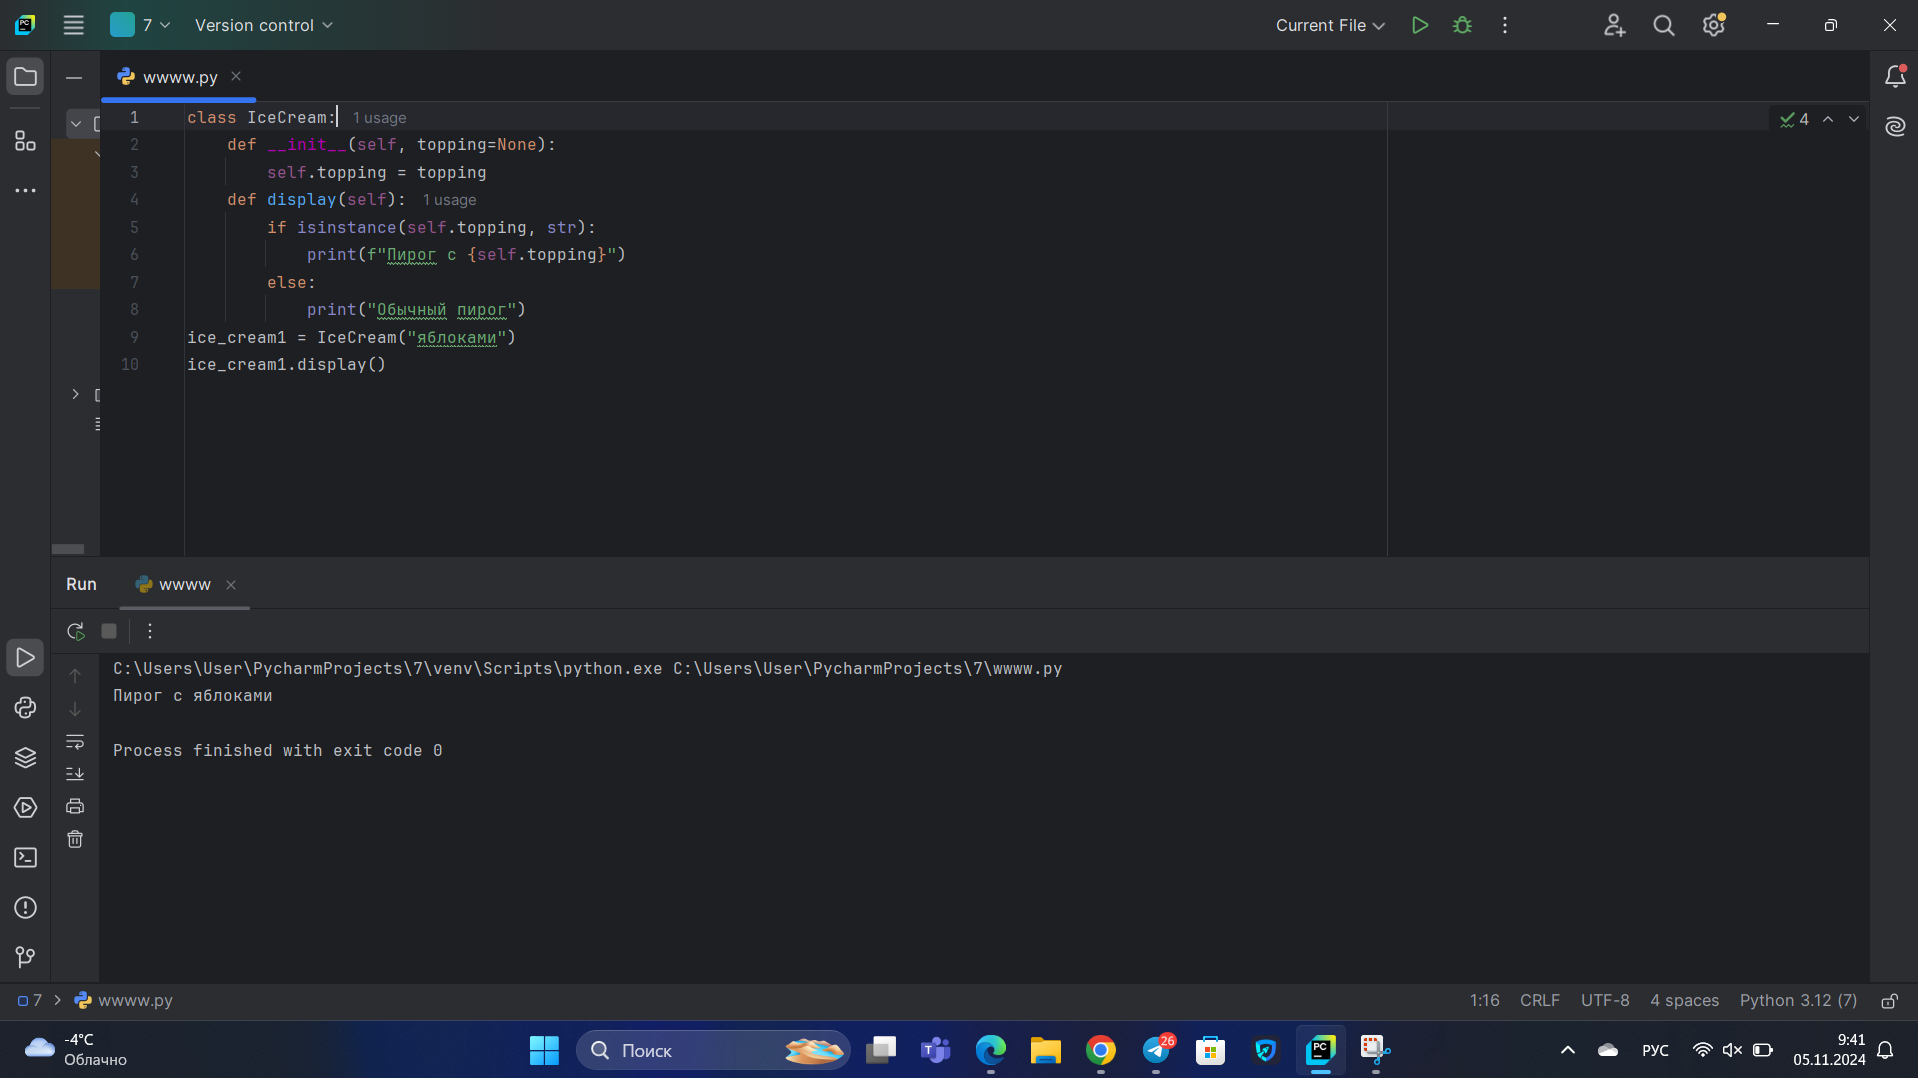 7 Version control Current File
wwww.py
1 class IceCream: 1 usage 4
2 def __init__(self, topping=None):
3 self.topping = topping
4 def display(self): 1 usage
5 if isinstance(self.topping, str):
6 print(f"Пирог с {self.topping}")
7 else:
8 print("Обычный пирог")
9 ice_cream1 = IceCream("яблоками")
10 ice_cream1.display()
Run wwww
C:\Users\User\PycharmProjects\7\venv\Scripts\python.exe C:\Users\User\PycharmProjects\7\wwww.py
Пирог с яблоками
Process finished with exit code 0
7 wwww.py 1:16 CRLF UTF-8 4 spaces Python 3.12 (7)
-4°C
Облачно
Поиск
26
РУС
9:41
05.11.2024